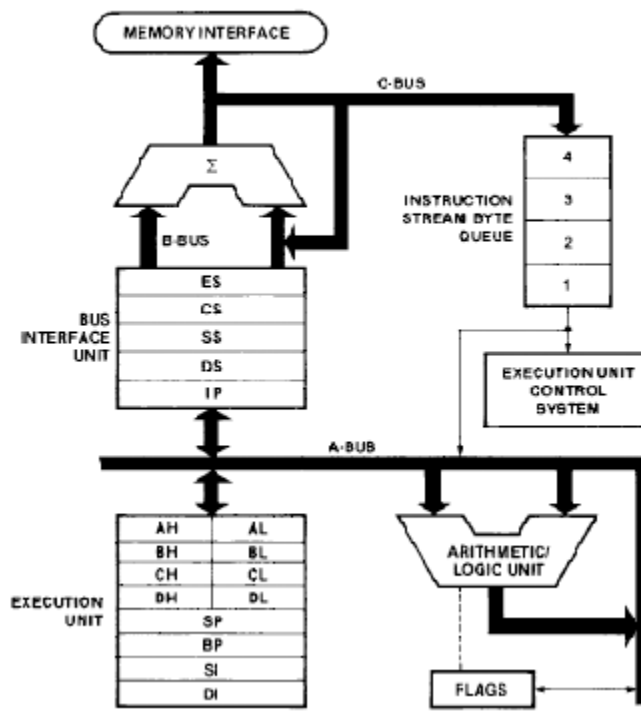 MEMORY INTERFACE
C-BUS
Σ
B-BUS
4
3
2
1
INSTRUCTION
STREAM BYTE
QUEUE
ES
CS
SS
DS
IP
BUS
INTERFACE
UNIT
EXECUTION UNIT
CONTROL
SYSTEM
A-BUS
AH AL
BH BL
CH CL
DH DL
SP
BP
SI
DI
EXECUTION
UNIT
ARITHMETIC/
LOGIC UNIT
FLAGS